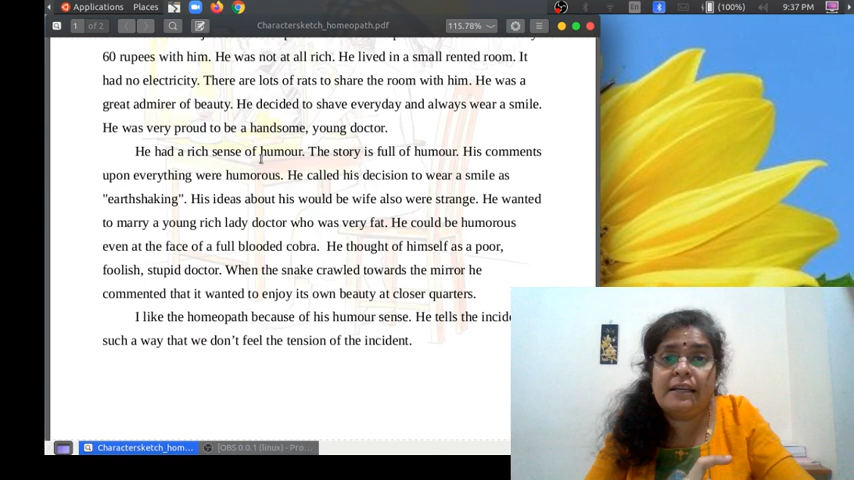 Applications Places
en (100%) 9:37 PM
1 of 2 Charactersketch_homeopath.pdf 115.78%
60 rupees with him. He was not at all rich. He lived in a small rented room. It
had no electricity. There are lots of rats to share the room with him. He was a
great admirer of beauty. He decided to shave everyday and always wear a smile.
He was very proud to be a handsome, young doctor.
He had a rich sense of humour. The story is full of humour. His comments
upon everything were humorous. He called his decision to wear a smile as
"earthshaking". His ideas about his would be wife also were strange. He wanted
to marry a young rich lady doctor who was very fat. He could be humorous
even at the face of a full blooded cobra. He thought of himself as a poor,
foolish, stupid doctor. When the snake crawled towards the mirror he
commented that it wanted to enjoy its own beauty at closer quarters.
I like the homeopath because of his humour sense. He tells the incide
such a way that we don't feel the tension of the incident.
Charactersketch_hom... [OBS 0.0.1 (linux) - Pro...